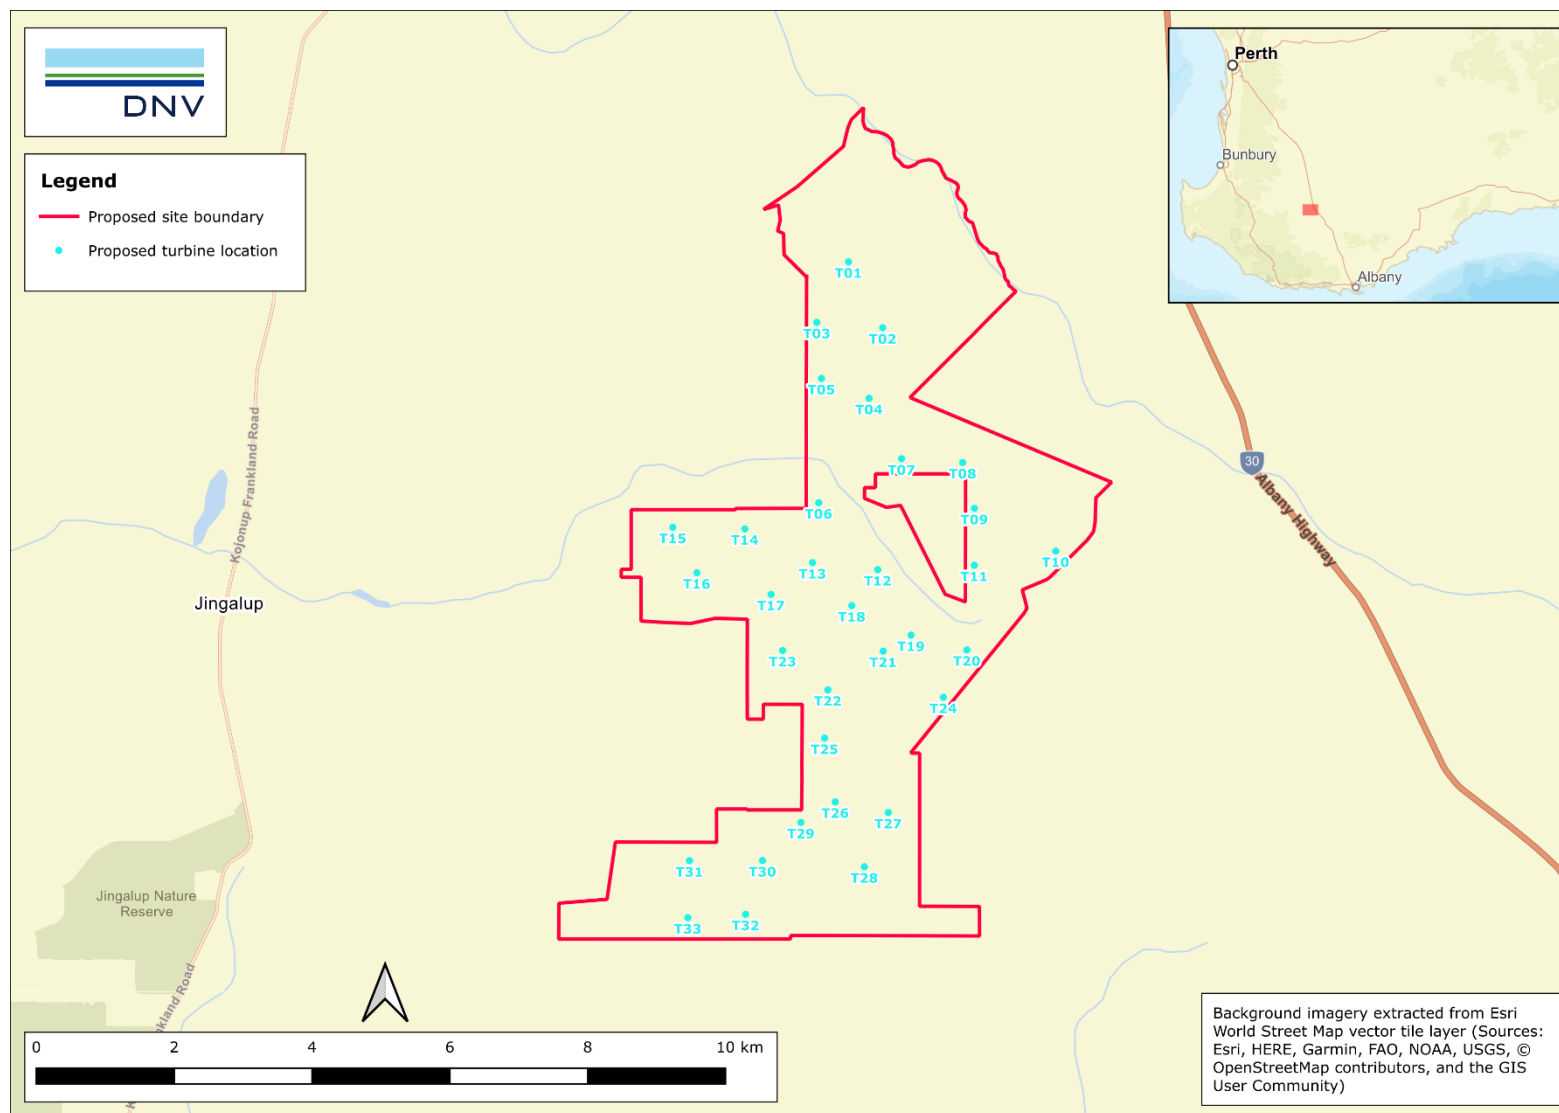 DNV
Legend
Proposed site boundary
Proposed turbine location
Perth
Bunbury
Albany
T01
T03
T02
T05
T04
T07
T08
T06
T09
T15
T14
T10
T13
T11
T12
T16
T17
T18
T19
T23
T21
T20
T22
T24
T25
T26
T27
T29
T31
T30
T28
T33
T32
Kojonup Frankland Road
30
Albany Highway
Jingalup
Jingalup Nature
Reserve
nkland Road
0 2 4 6 8 10 km
Background imagery extracted from Esri
World Street Map vector tile layer (Sources:
Esri, HERE, Garmin, FAO, NOAA, USGS, ©
OpenStreetMap contributors, and the GIS
User Community)